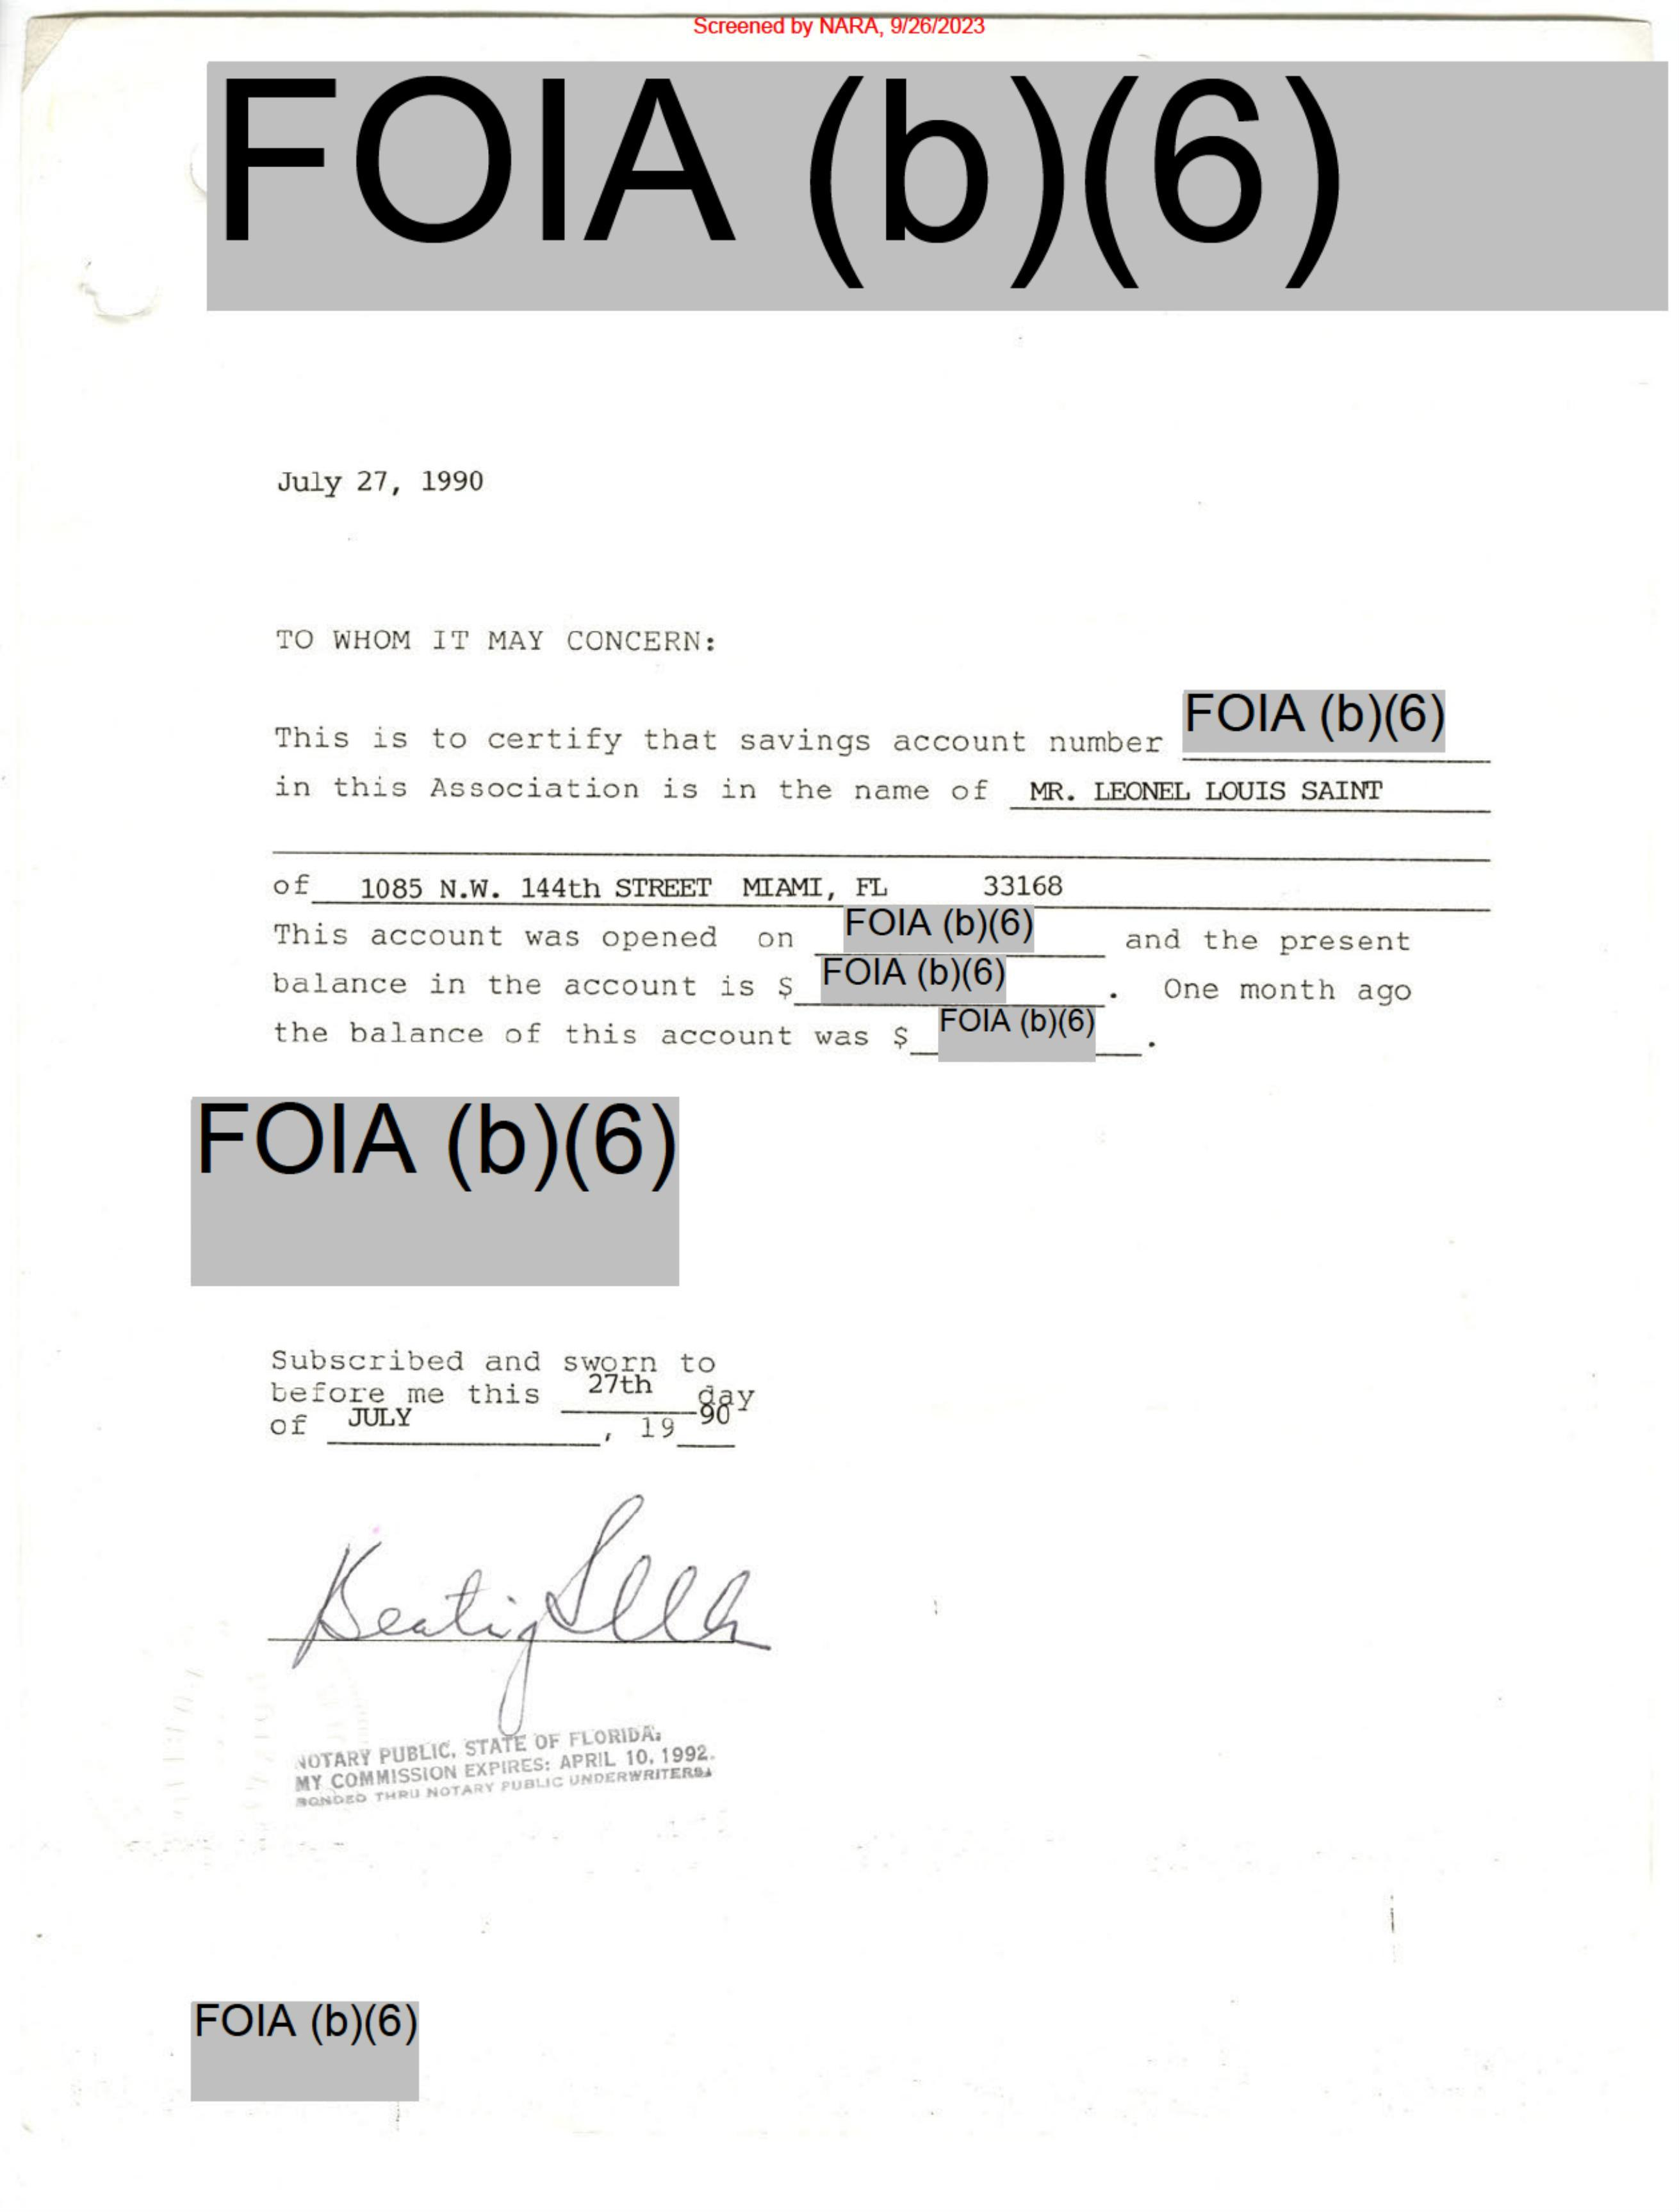 Screened by NARA, 9/26/2023
FOIA (b)(6)
July 27, 1990
TO WHOM IT MAY CONCERN:
This is to certify that savings account number FOIA (b)(6)
in this Association is in the name of MR. LEONEL LOUIS SAINT
of 1085 N.W. 144th STREET MIAMI, FL 33168
This account was opened on FOIA (b)(6) and the present
balance in the account is $ FOIA (b)(6). One month ago
the balance of this account was $ FOIA (b)(6).
FOIA (b)(6)
Subscribed and sworn to
before me this 27th day
of JULY, 19 90
NOTARY PUBLIC, STATE OF FLORIDA.
MY COMMISSION EXPIRES: APRIL 10, 1992.
BONDED THRU NOTARY PUBLIC UNDERWRITERS.
FOIA (b)(6)